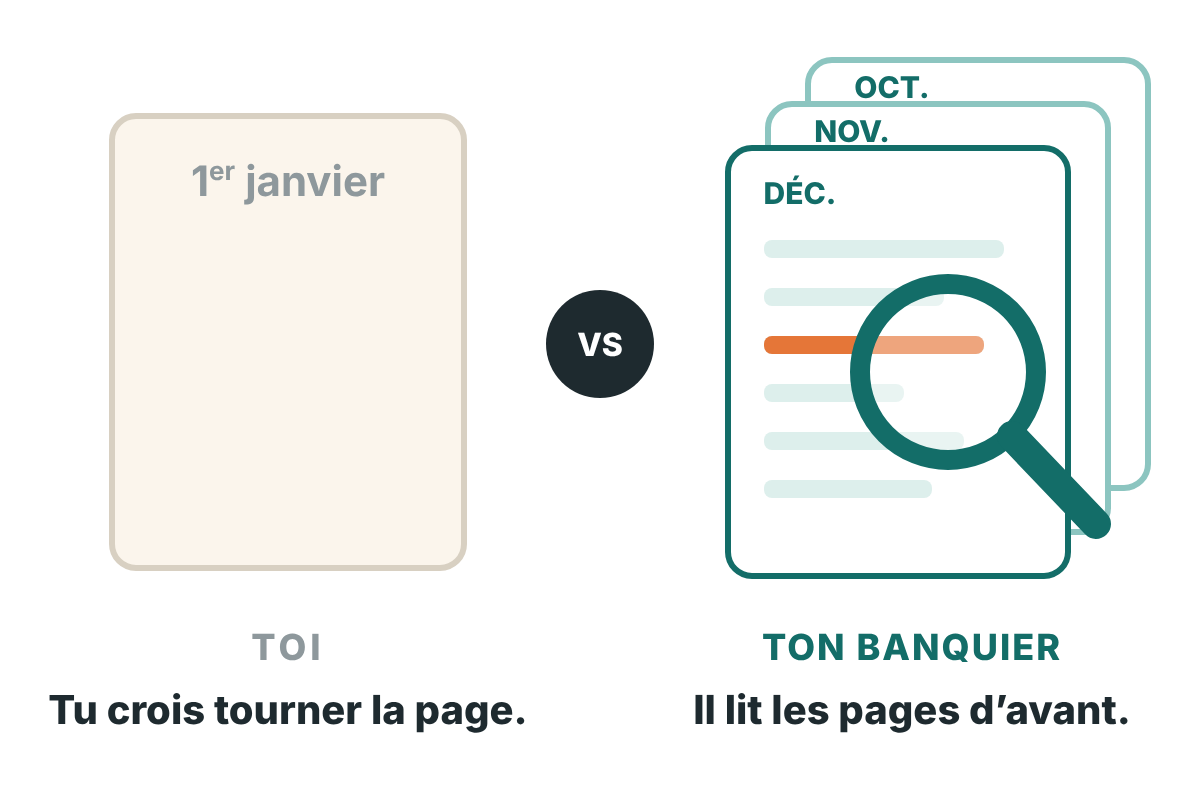 1er janvier
TOI
Tu crois tourner la page.
VS
OCT.
NOV.
DÉC.
TON BANQUIER
Il lit les pages d’avant.